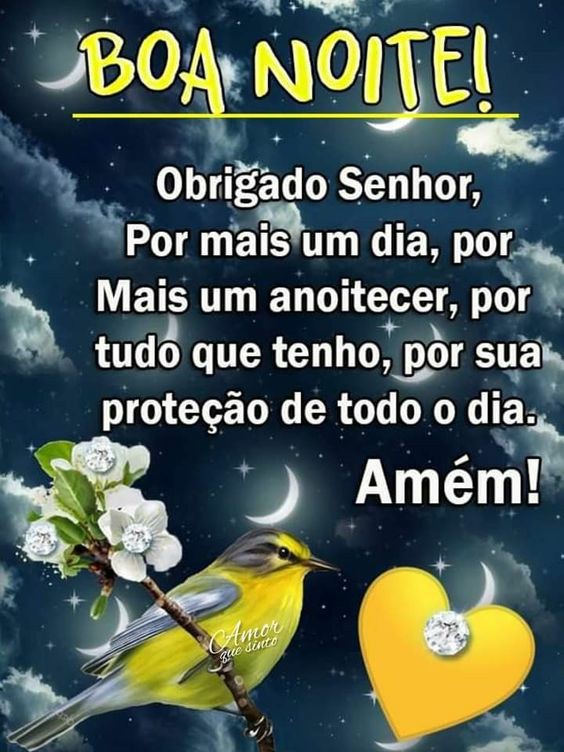 BOA NOITE!
Obrigado Senhor,
Por mais um dia, por
Mais um anoitecer, por
tudo que tenho, por sua
proteção de todo o dia.
Amém!
Amor
que sinto